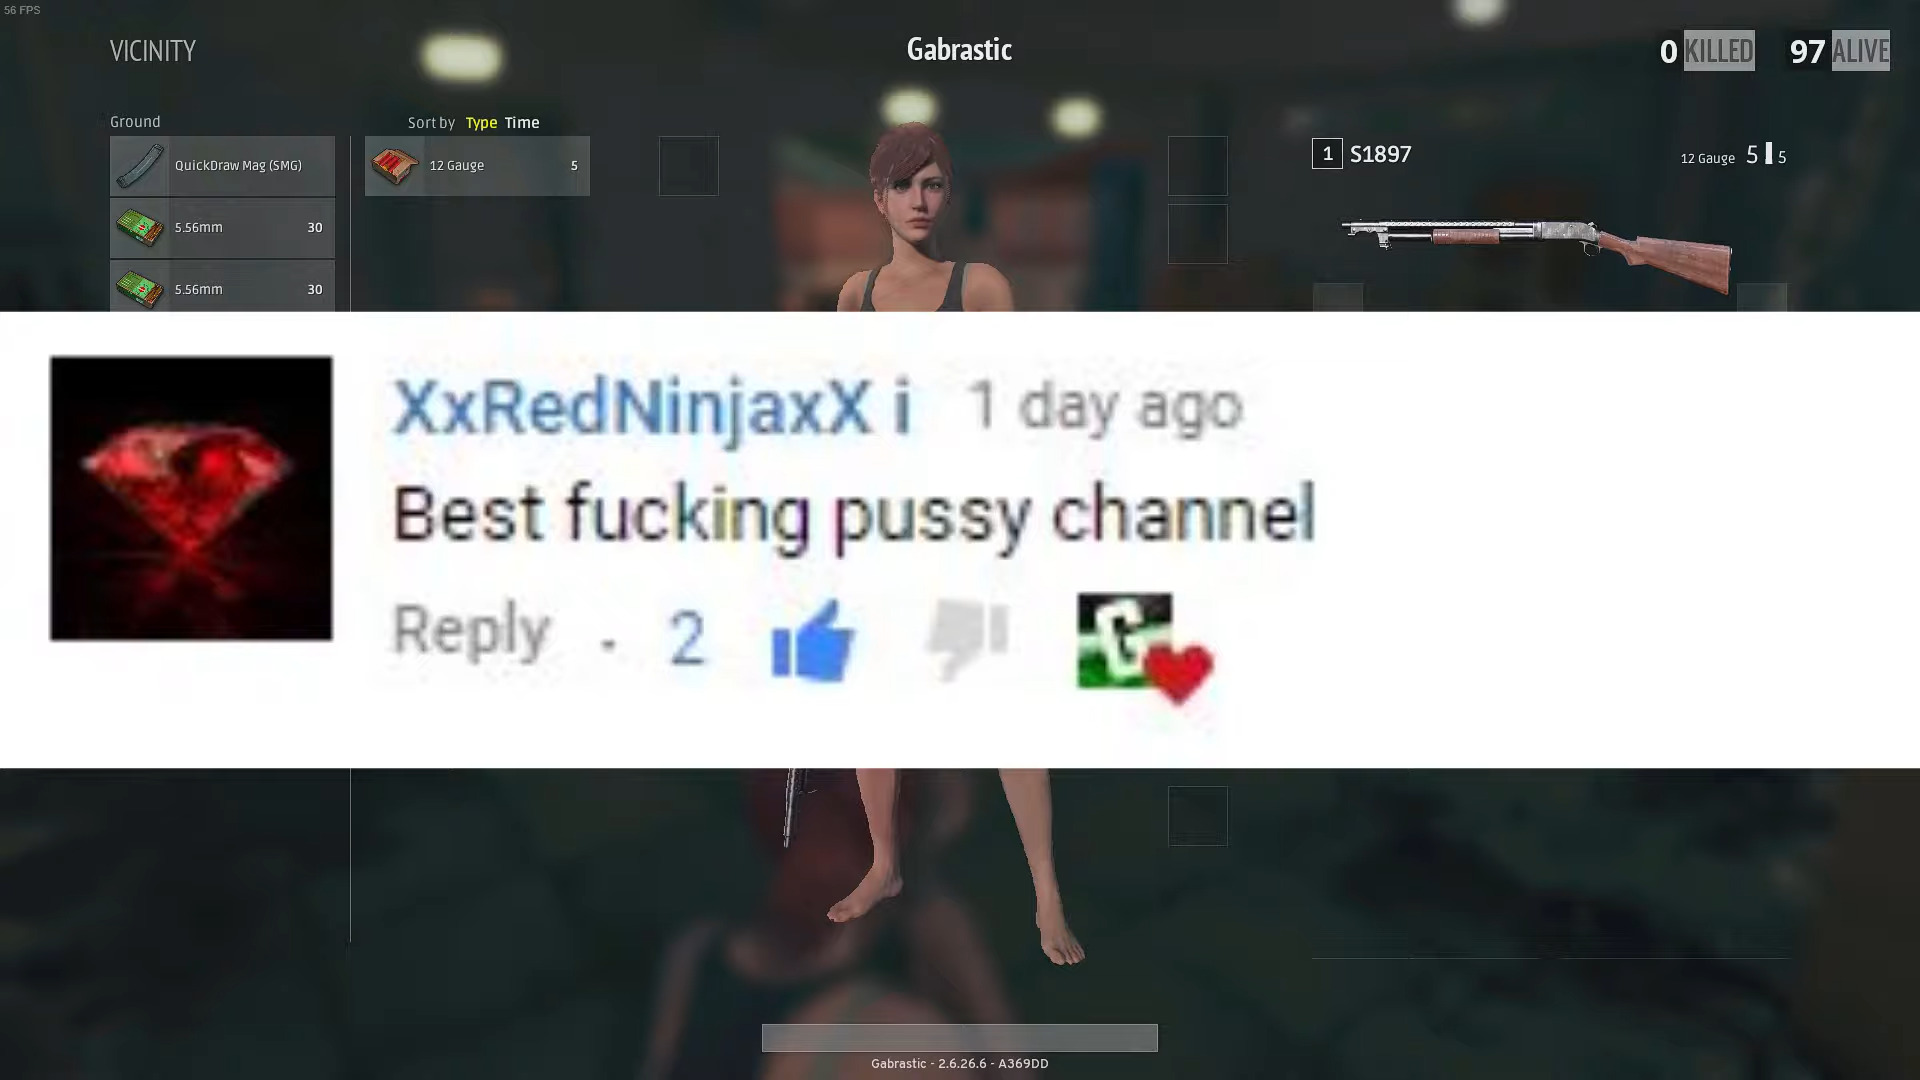 56 FPS
VICINITY
Gabrastic
0 KILLED 97 ALIVE
Ground
Sort by Type Time
QuickDraw Mag (SMG)
12 Gauge 5
1 S1897
12 Gauge 5 5
5.56mm 30
5.56mm 30
XxRedNinjaxX i 1 day ago
Best fucking pussy channel
Reply · 2
G
Gabrastic - 2.6.26.6 - A369DD